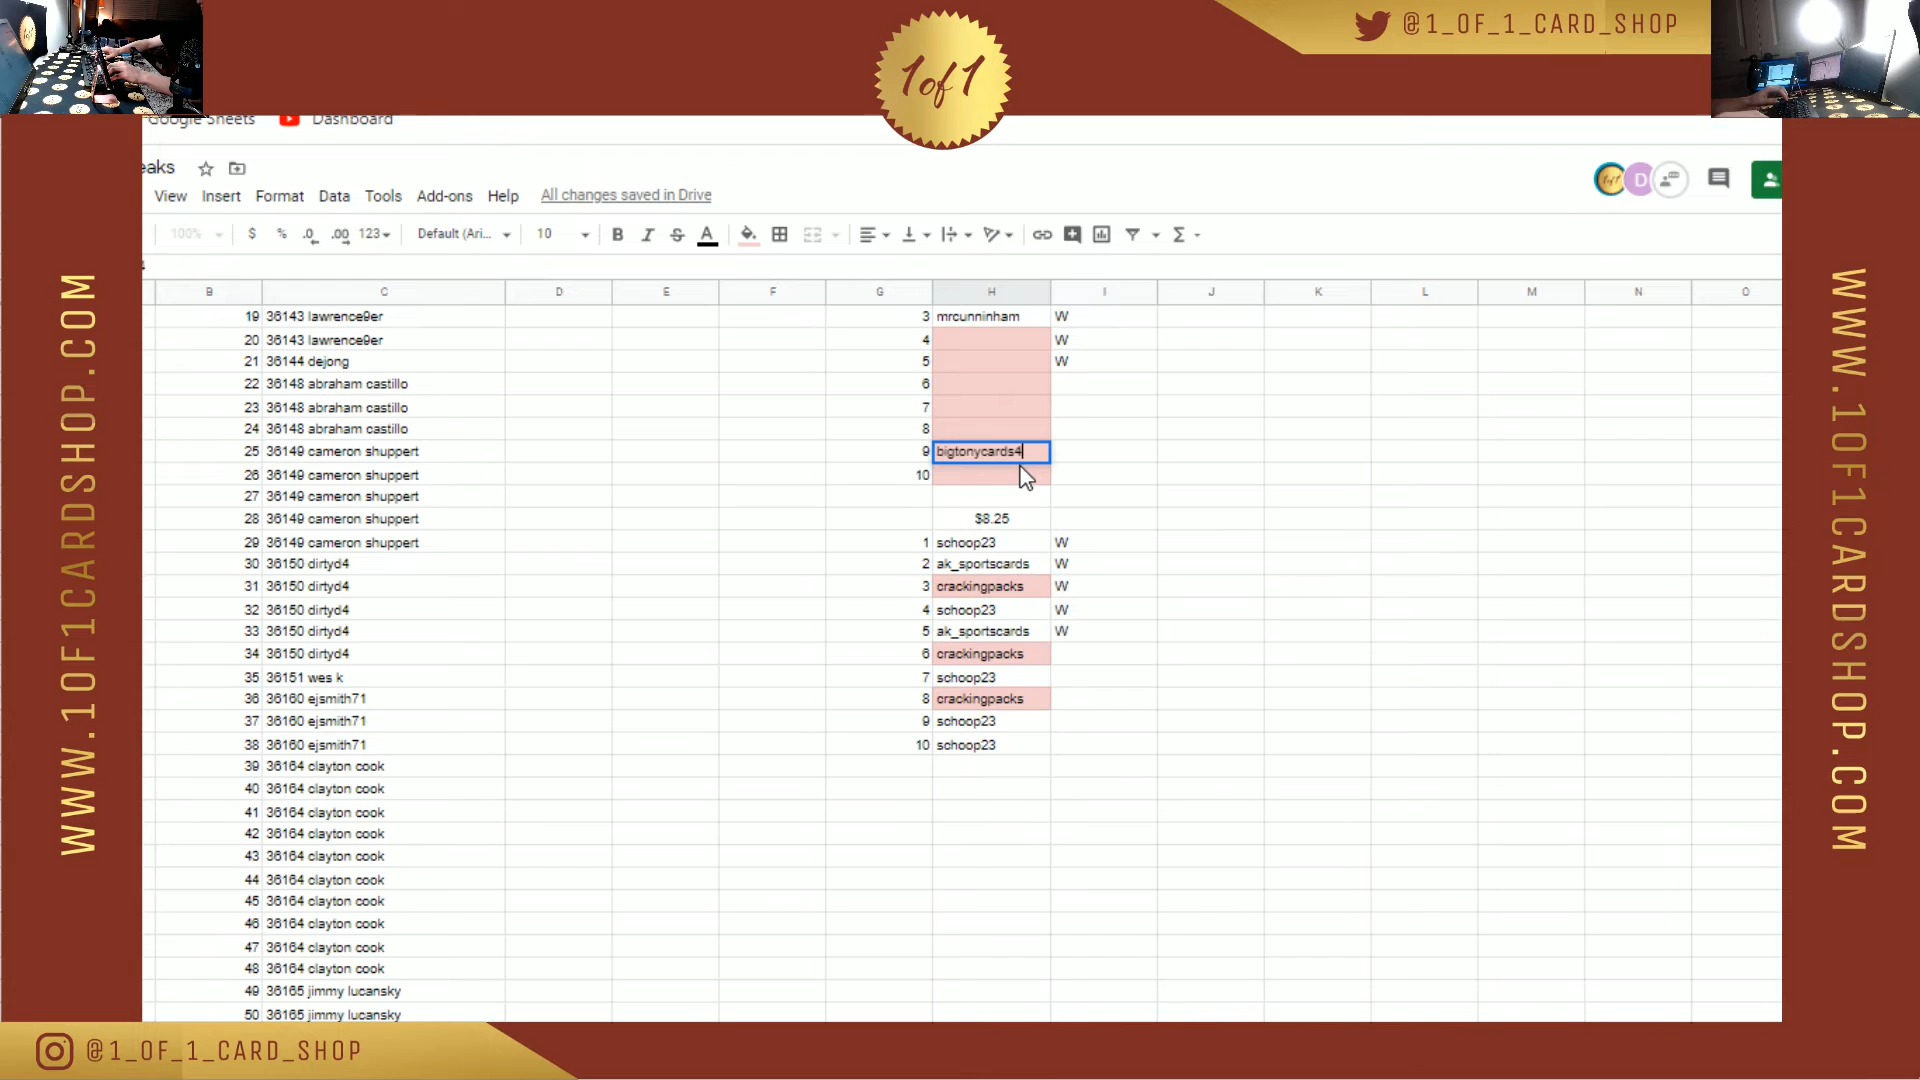 @1_OF_1_CARD_SHOP
1of1
Google Sheets Dashboard
eaks
View Insert Format Data Tools Add-ons Help All changes saved in Drive
D
100% $ % .0 .00 123 Default (Ari... 10 B I S A Σ
B C D E F G H I J K L M N O
19 36143 lawrence9er 3 mrcunninham W
20 36143 lawrence9er 4 W
21 36144 dejong 5 W
22 36148 abraham castillo 6
23 36148 abraham castillo 7
24 36148 abraham castillo 8
25 36149 cameron shuppert 9 bigtonycards4
26 36149 cameron shuppert 10
27 36149 cameron shuppert
28 36149 cameron shuppert $8.25
29 36149 cameron shuppert 1 schoop23 W
30 36150 dirtyd4 2 ak_sportscards W
31 36150 dirtyd4 3 crackingpacks W
32 36150 dirtyd4 4 schoop23 W
33 36150 dirtyd4 5 ak_sportscards W
34 36150 dirtyd4 6 crackingpacks
35 36151 wes k 7 schoop23
36 36160 ejsmith71 8 crackingpacks
37 36160 ejsmith71 9 schoop23
38 36160 ejsmith71 10 schoop23
39 36164 clayton cook
40 36164 clayton cook
41 36164 clayton cook
42 36164 clayton cook
43 36164 clayton cook
44 36164 clayton cook
45 36164 clayton cook
46 36164 clayton cook
47 36164 clayton cook
48 36164 clayton cook
49 36165 jimmy lucansky
50 36165 jimmy lucansky
WWW.1OF1CARDSHOP.COM
WWW.1OF1CARDSHOP.COM
@1_OF_1_CARD_SHOP